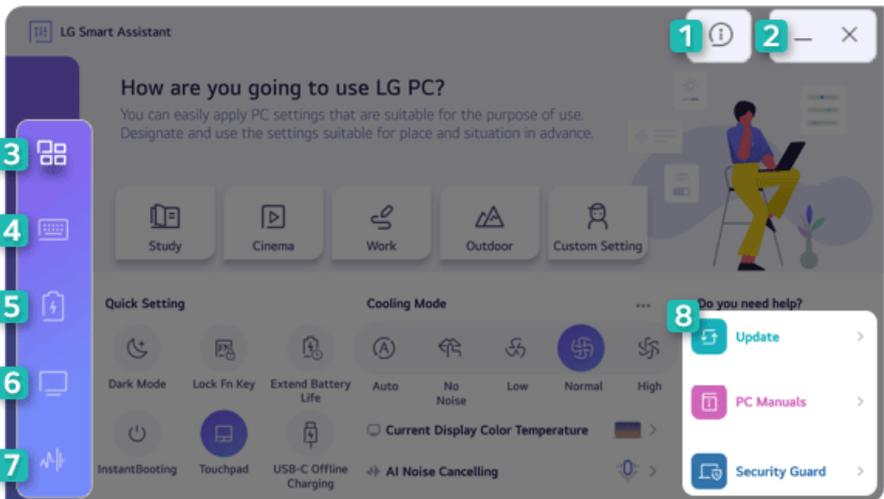 LG Smart Assistant
1
2
How are you going to use LG PC?
You can easily apply PC settings that are suitable for the purpose of use.
Designate and use the settings suitable for place and situation in advance.
3
4
5
6
7
Study
Cinema
Work
Outdoor
Custom Setting
Quick Setting
Dark Mode
Lock Fn Key
Extend Battery
Life
InstantBooting
Touchpad
USB-C Offline
Charging
Cooling Mode
Auto
No
Noise
Low
Normal
High
Current Display Color Temperature
AI Noise Cancelling
Do you need help?
8
Update
PC Manuals
Security Guard